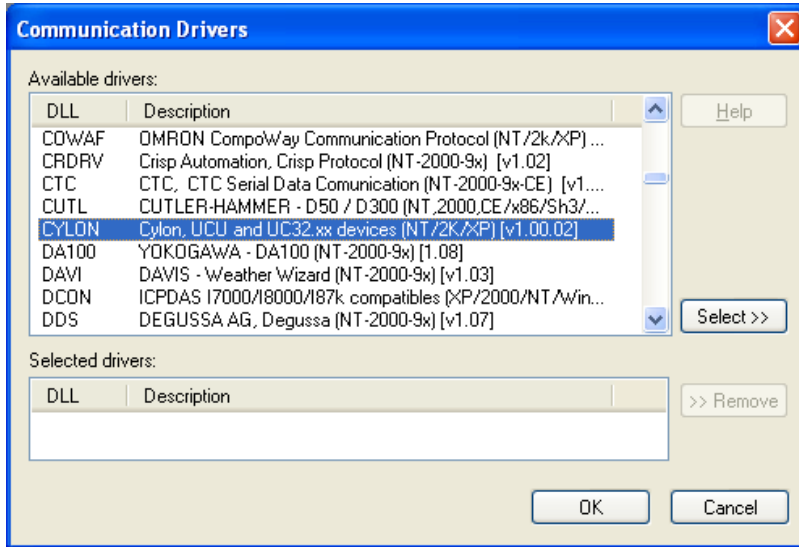 Communication Drivers
Available drivers:
DLL Description
COWAF OMRON CompoWay Communication Protocol (NT/2k/XP) ...
CRDRV Crisp Automation, Crisp Protocol (NT-2000-9x) [v1.02]
CTC CTC, CTC Serial Data Comunication (NT-2000-9x-CE) [v1....
CUTL CUTLER-HAMMER - D50 / D300 (NT,2000,CE/x86/Sh3/...
CYLON Cylon, UCU and UC32.xx devices (NT/2K/XP) [v1.00.02]
DA100 YOKOGAWA - DA100 (NT-2000-9x) [1.08]
DAVI DAVIS - Weather Wizard (NT-2000-9x) [v1.03]
DCON ICPDAS I7000/I8000/I87k compatibles (XP/2000/NT/Win...
DDS DEGUSSA AG, Degussa (NT-2000-9x) [v1.07]
Help
Select >>
Selected drivers:
DLL Description
>> Remove
OK Cancel